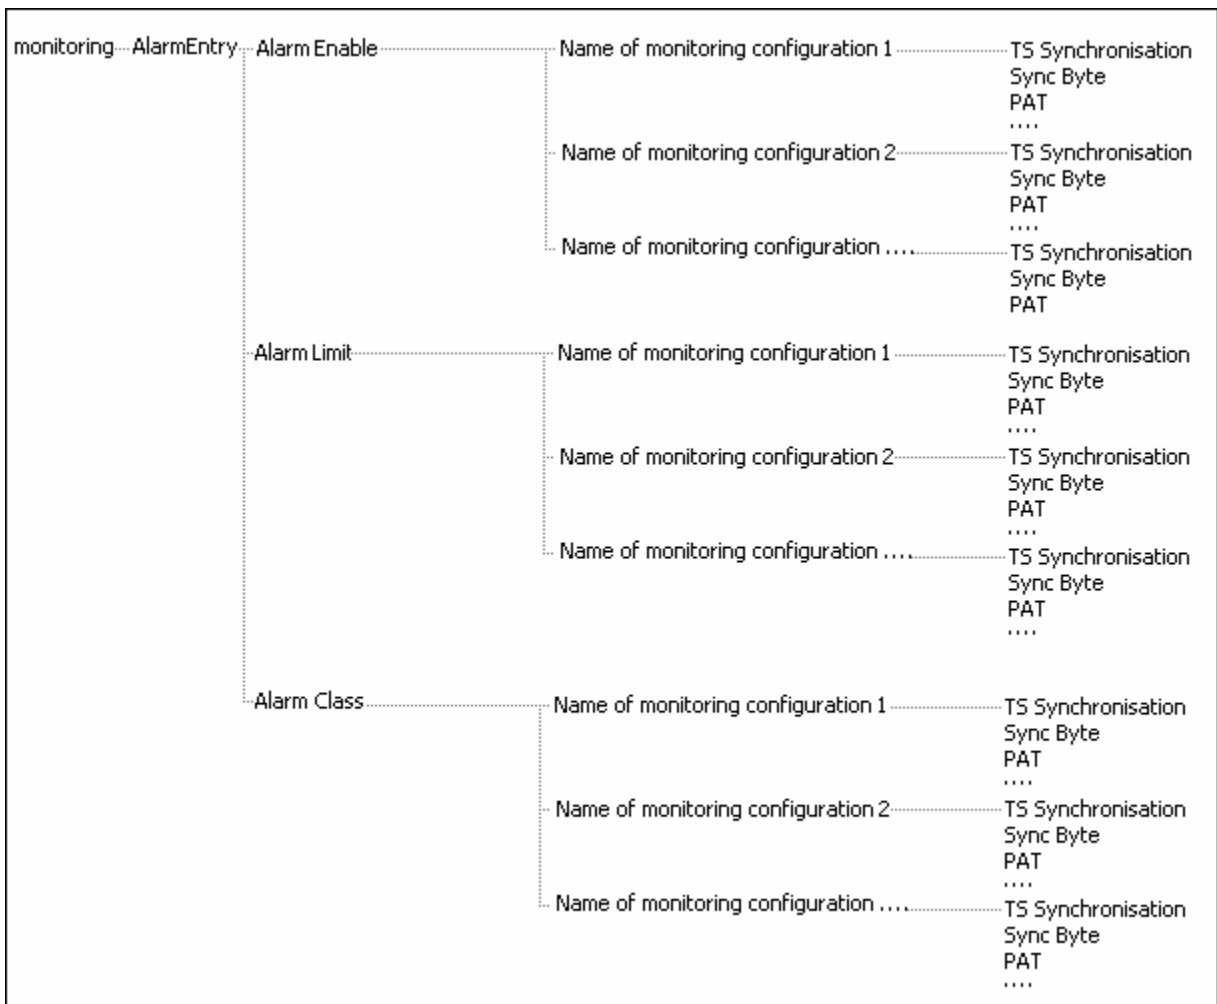 monitoring AlarmEntry Alarm Enable Name of monitoring configuration 1 TS Synchronisation
Sync Byte
PAT
....
Name of monitoring configuration 2 TS Synchronisation
Sync Byte
PAT
....
Name of monitoring configuration .... TS Synchronisation
Sync Byte
PAT
Alarm Limit Name of monitoring configuration 1 TS Synchronisation
Sync Byte
PAT
....
Name of monitoring configuration 2 TS Synchronisation
Sync Byte
PAT
....
Name of monitoring configuration .... TS Synchronisation
Sync Byte
PAT
....
Alarm Class Name of monitoring configuration 1 TS Synchronisation
Sync Byte
PAT
....
Name of monitoring configuration 2 TS Synchronisation
Sync Byte
PAT
....
Name of monitoring configuration .... TS Synchronisation
Sync Byte
PAT
....